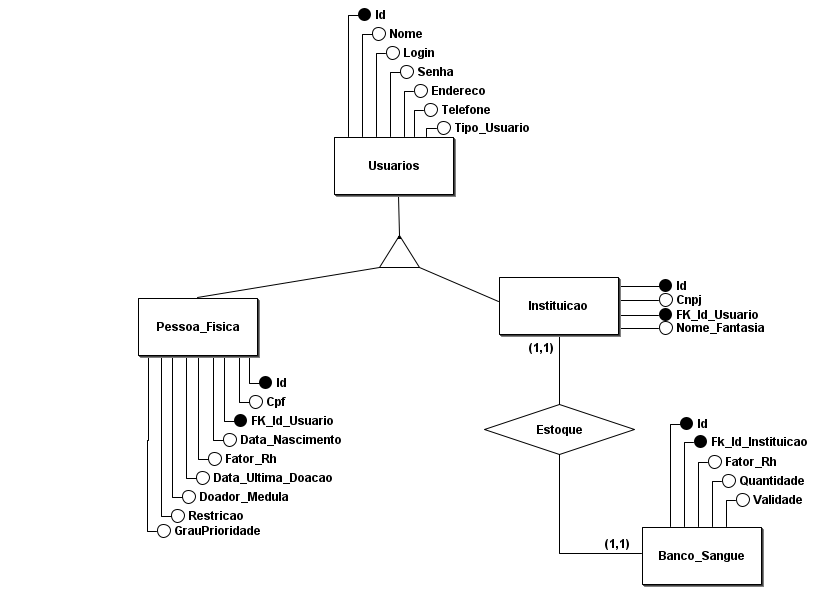 Id
Nome
Login
Senha
Endereco
Telefone
Tipo_Usuario
Usuarios
Pessoa_Fisica
Id
Cpf
FK_Id_Usuario
Data_Nascimento
Fator_Rh
Data_Ultima_Doacao
Doador_Medula
Restricao
GrauPrioridade
Instituicao
Id
Cnpj
FK_Id_Usuario
Nome_Fantasia
(1,1)
Estoque
(1,1)
Id
Fk_Id_Instituicao
Fator_Rh
Quantidade
Validade
Banco_Sangue